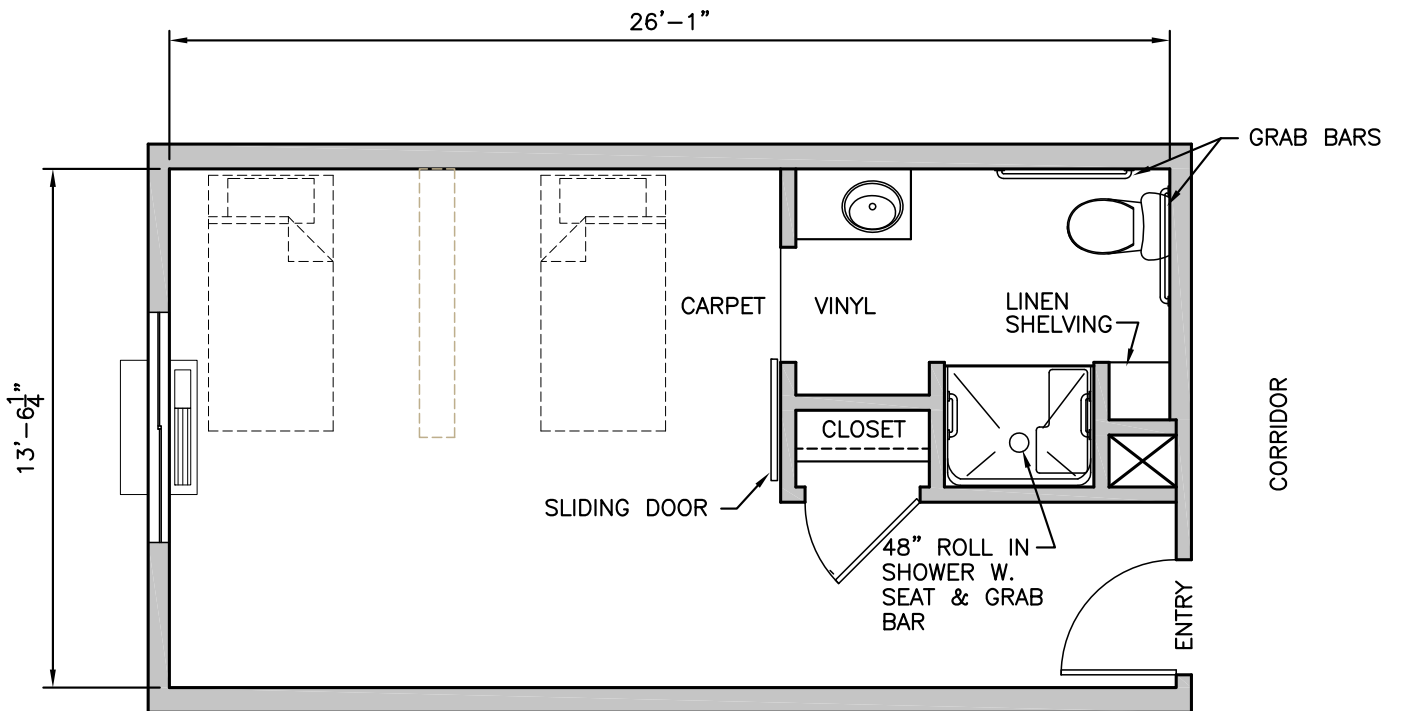 26'-1"
GRAB BARS
CARPET
VINYL
LINEN
SHELVING
13'-6 1/4"
CLOSET
CORRIDOR
SLIDING DOOR
48" ROLL IN
SHOWER W.
SEAT & GRAB
BAR
ENTRY